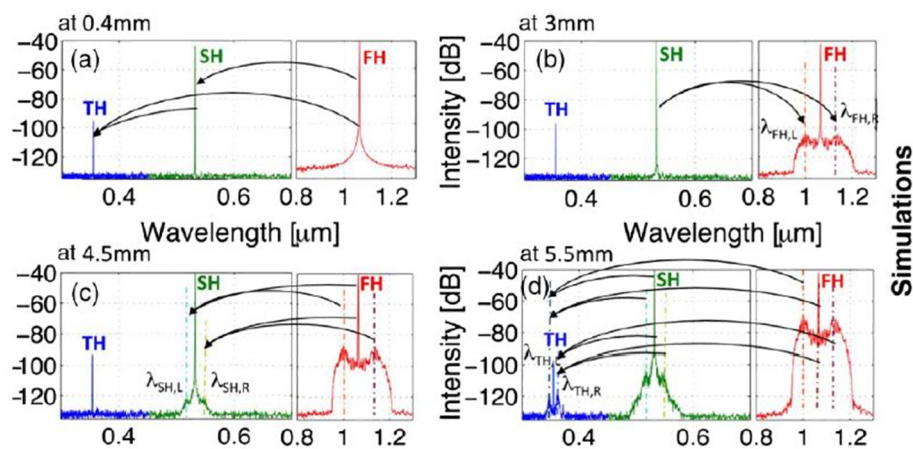 at 0.4mm
−40
−60
−80
−100
−120
(a)
TH
SH
FH
0.4
0.6
0.8
1
1.2
Wavelength [μm]
at 3mm
Intensity [dB]
−40
−60
−80
−100
−120
(b)
SH
FH
λFH,L
λFH,R
0.4
0.6
0.8
1
1.2
Wavelength [μm]
at 4.5mm
−40
−60
−80
−100
−120
(c)
TH
SH
FH
λSH,L
λSH,R
0.4
0.6
0.8
1
1.2
at 5.5mm
Intensity [dB]
−40
−60
−80
−100
−120
(d)
TH
SH
FH
λTH
λTH,R
0.4
0.6
0.8
1
1.2
Simulations